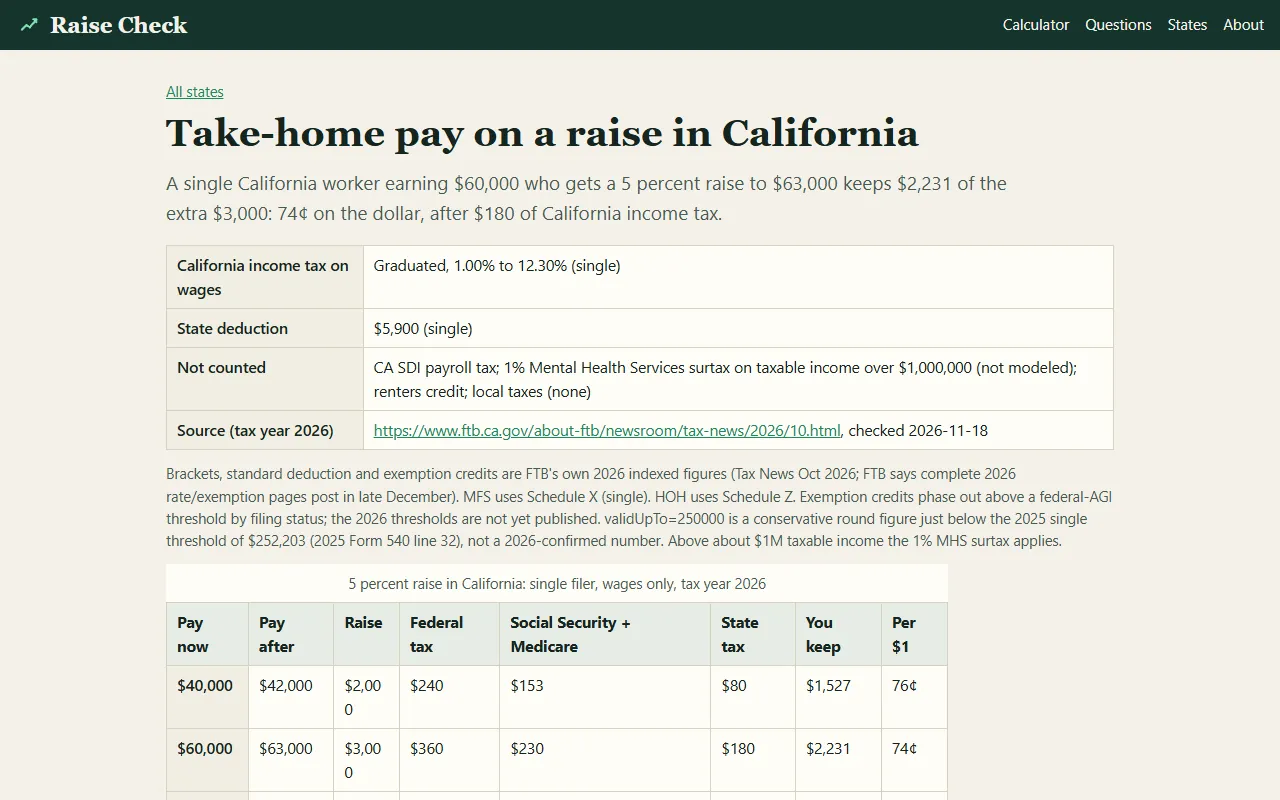 Raise Check
Calculator Questions States About
All states
Take-home pay on a raise in California
A single California worker earning $60,000 who gets a 5 percent raise to $63,000 keeps $2,231 of the
extra $3,000: 74¢ on the dollar, after $180 of California income tax.
California income tax on
wages
Graduated, 1.00% to 12.30% (single)
State deduction
$5,900 (single)
Not counted
CA SDI payroll tax; 1% Mental Health Services surtax on taxable income over $1,000,000 (not modeled);
renters credit; local taxes (none)
Source (tax year 2026)
https://www.ftb.ca.gov/about-ftb/newsroom/tax-news/2026/10.html, checked 2026-11-18
Brackets, standard deduction and exemption credits are FTB's own 2026 indexed figures (Tax News Oct 2026; FTB says complete 2026
rate/exemption pages post in late December). MFS uses Schedule X (single). HOH uses Schedule Z. Exemption credits phase out above a federal-AGI
threshold by filing status; the 2026 thresholds are not yet published. validUpTo=250000 is a conservative round figure just below the 2025 single
threshold of $252,203 (2025 Form 540 line 32), not a 2026-confirmed number. Above about $1M taxable income the 1% MHS surtax applies.
5 percent raise in California: single filer, wages only, tax year 2026
Pay
now
Pay
after
Raise
Federal
tax
Social Security +
Medicare
State
tax
You
keep
Per
$1
$40,000
$42,000
$2,00
0
$240
$153
$80
$1,527
76¢
$60,000
$63,000
$3,00
0
$360
$230
$180
$2,231
74¢